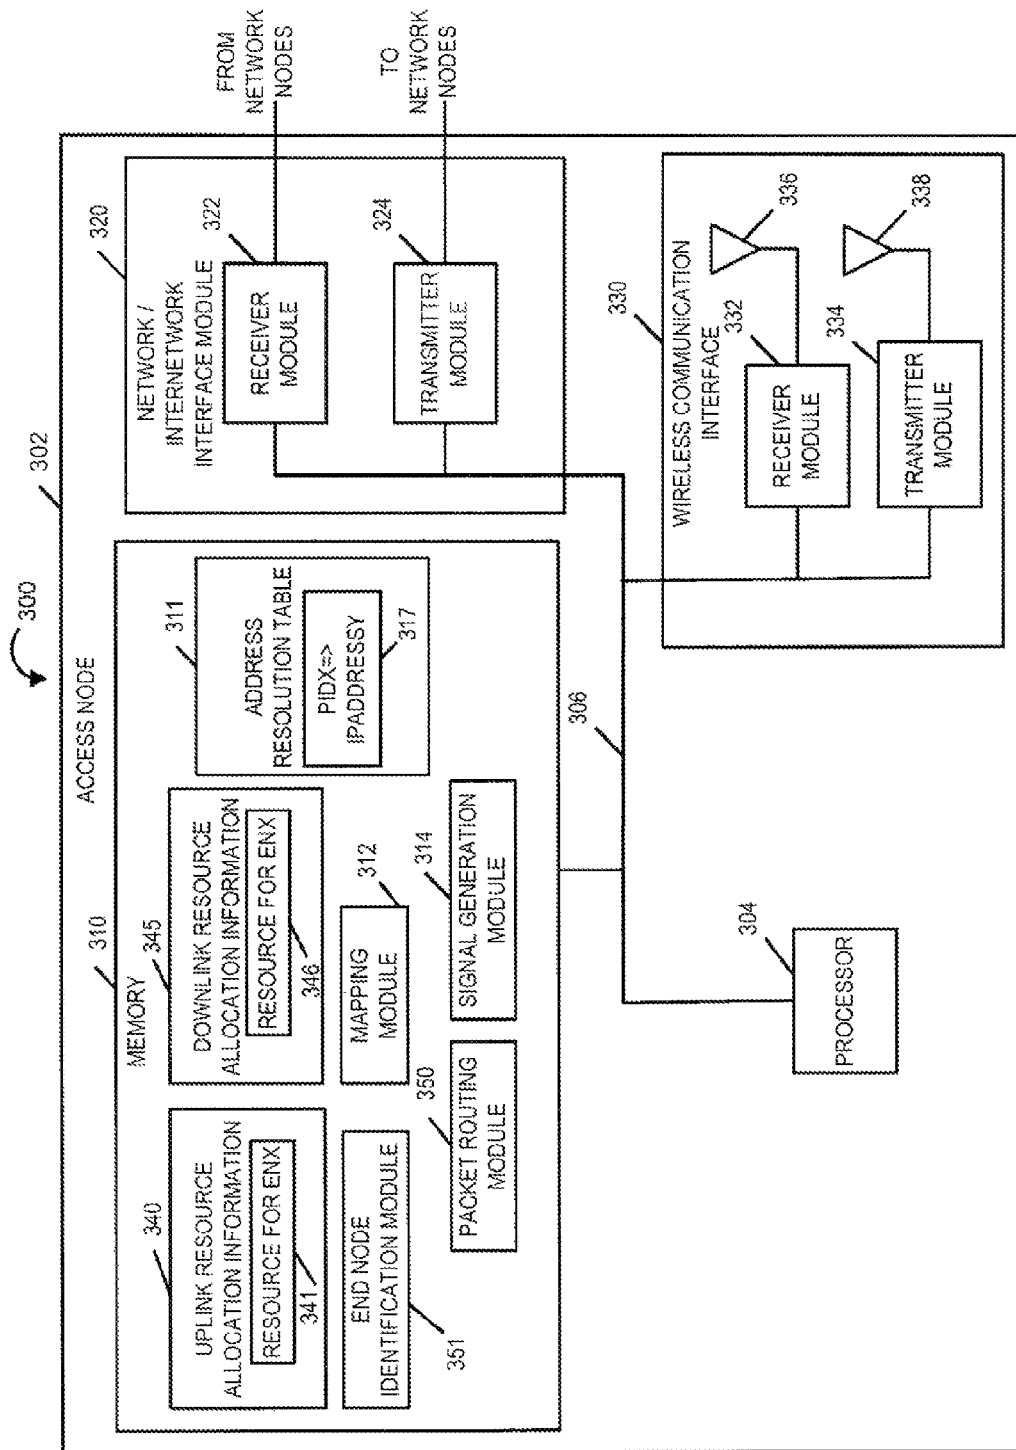 300
302
ACCESS NODE
310
MEMORY
340
UPLINK RESOURCE
ALLOCATION INFORMATION
RESOURCE FOR ENX
341
345
DOWNLINK RESOURCE
ALLOCATION INFORMATION
RESOURCE FOR ENX
346
311
ADDRESS
RESOLUTION TABLE
PIDX=>
IPADDRESSY
317
END NODE
IDENTIFICATION MODULE
351
MAPPING
MODULE
312
350
PACKET ROUTING
MODULE
SIGNAL GENERATION
MODULE
314
320
NETWORK /
INTERNETWORK
INTERFACE MODULE
322
RECEIVER
MODULE
324
TRANSMITTER
MODULE
FROM
NETWORK
NODES
TO
NETWORK
NODES
306
304
PROCESSOR
330
WIRELESS COMMUNICATION
INTERFACE
332
RECEIVER
MODULE
336
334
TRANSMITTER
MODULE
338